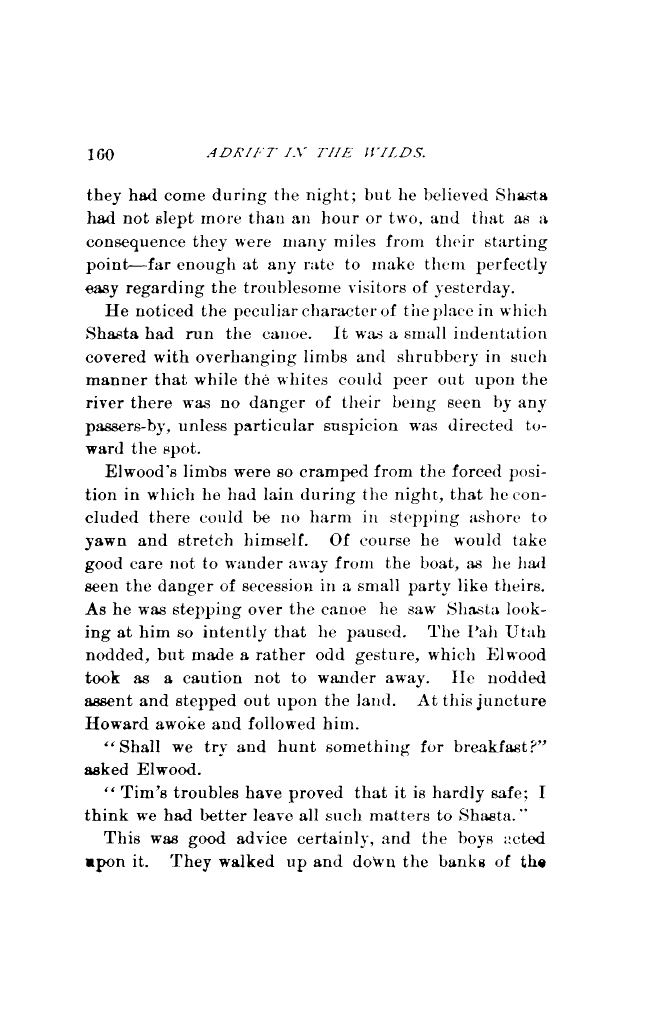 160 ADRIFT IN THE WILDS.
they had come during the night; but he believed Shasta
had not slept more than an hour or two, and that as a
consequence they were many miles from their starting
point—far enough at any rate to make them perfectly
easy regarding the troublesome visitors of yesterday.
He noticed the peculiar character of the place in which
Shasta had run the canoe. It was a small indentation
covered with overhanging limbs and shrubbery in such
manner that while the whites could peer out upon the
river there was no danger of their being seen by any
passers-by, unless particular suspicion was directed to-
ward the spot.
Elwood's limbs were so cramped from the forced posi-
tion in which he had lain during the night, that he con-
cluded there could be no harm in stepping ashore to
yawn and stretch himself. Of course he would take
good care not to wander away from the boat, as he had
seen the danger of secession in a small party like theirs.
As he was stepping over the canoe he saw Shasta look-
ing at him so intently that he paused. The Pah Utah
nodded, but made a rather odd gesture, which Elwood
took as a caution not to wander away. He nodded
assent and stepped out upon the land. At this juncture
Howard awoke and followed him.
"Shall we try and hunt something for breakfast?"
asked Elwood.
"Tim's troubles have proved that it is hardly safe; I
think we had better leave all such matters to Shasta."
This was good advice certainly, and the boys acted
upon it. They walked up and down the banks of the